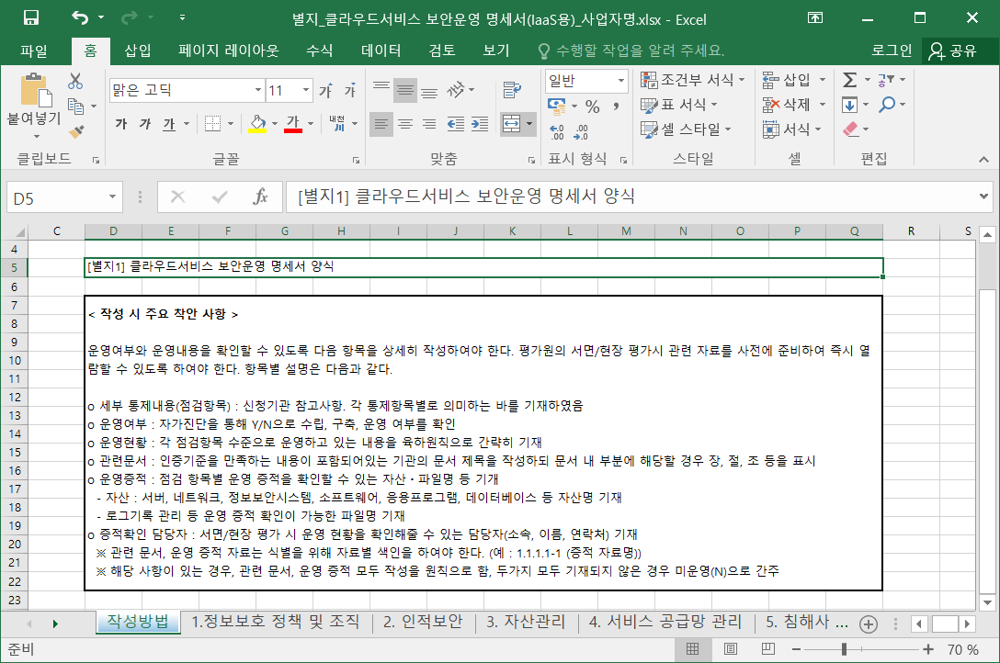 별지_클라우드서비스 보안운영 명세서(IaaS용)_사업자명.xlsx - Excel
파일 홈 삽입 페이지 레이아웃 수식 데이터 검토 보기 수행할 작업을 알려 주세요. 로그인 공유
붙여넣기 맑은 고딕 11 가 가 일반 조건부 서식 삽입
표 서식 삭제
가 가 가 가 내천 % , 셀 스타일 서식
클립보드 글꼴 맞춤 표시 형식 스타일 셀 편집
D5 fx [별지1] 클라우드서비스 보안운영 명세서 양식
C D E F G H I J K L M N O P Q R S
4
5 [별지1] 클라우드서비스 보안운영 명세서 양식
6
7
8 < 작성 시 주요 착안 사항 >
9
10 운영여부와 운영내용을 확인할 수 있도록 다음 항목을 상세히 작성하여야 한다. 평가원의 서면/현장 평가시 관련 자료를 사전에 준비하여 즉시 열
11 람할 수 있도록 하여야 한다. 항목별 설명은 다음과 같다.
12
13 o 세부 통제내용(점검항목) : 신청기관 참고사항. 각 통제항목별로 의미하는 바를 기재하였음
14 o 운영여부 : 자가진단을 통해 Y/N으로 수립, 구축, 운영 여부를 확인
15 o 운영현황 : 각 점검항목 수준으로 운영하고 있는 내용을 육하원칙으로 간략히 기재
16 o 관련문서 : 인증기준을 만족하는 내용이 포함되어있는 기관의 문서 제목을 작성하되 문서 내 부분에 해당할 경우 장, 절, 조 등을 표시
17 o 운영증적 : 점검 항목별 운영 증적을 확인할 수 있는 자산・파일명 등 기개
18 - 자산 : 서버, 네트워크, 정보보안시스템, 소프트웨어, 응용프로그램, 데이터베이스 등 자산명 기재
19 - 로그기록 관리 등 운영 증적 확인이 가능한 파일명 기재
20 o 증적확인 담당자 : 서면/현장 평가 시 운영 현황을 확인해줄 수 있는 담당자(소속, 이름, 연락처) 기재
21 ※ 관련 문서, 운영 증적 자료는 식별을 위해 자료별 색인을 하여야 한다. (예 : 1.1.1.1-1 (증적 자료명))
22 ※ 해당 사항이 있는 경우, 관련 문서, 운영 증적 모두 작성을 원칙으로 함, 두가지 모두 기재되지 않은 경우 미운영(N)으로 간주
23
작성방법 1.정보보호 정책 및 조직 2. 인적보안 3. 자산관리 4. 서비스 공급망 관리 5. 침해사 ...
준비 70 %